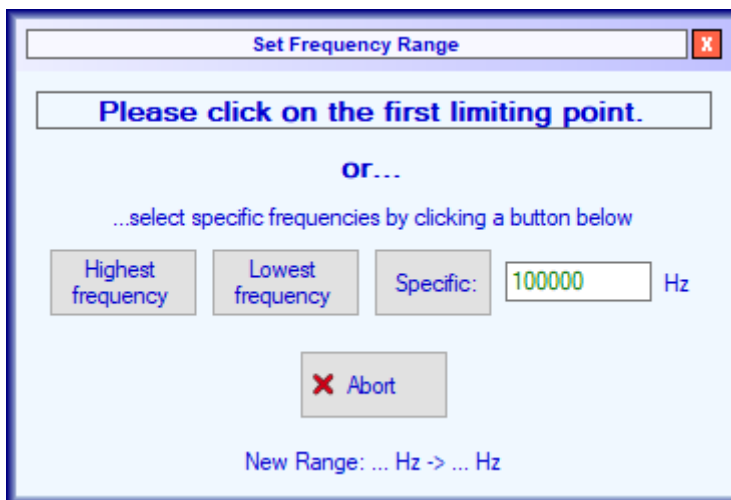 Set Frequency Range
X
Please click on the first limiting point.
or...
...select specific frequencies by clicking a button below
Highest
frequency
Lowest
frequency
Specific:
100000
Hz
Abort
New Range: ... Hz -> ... Hz